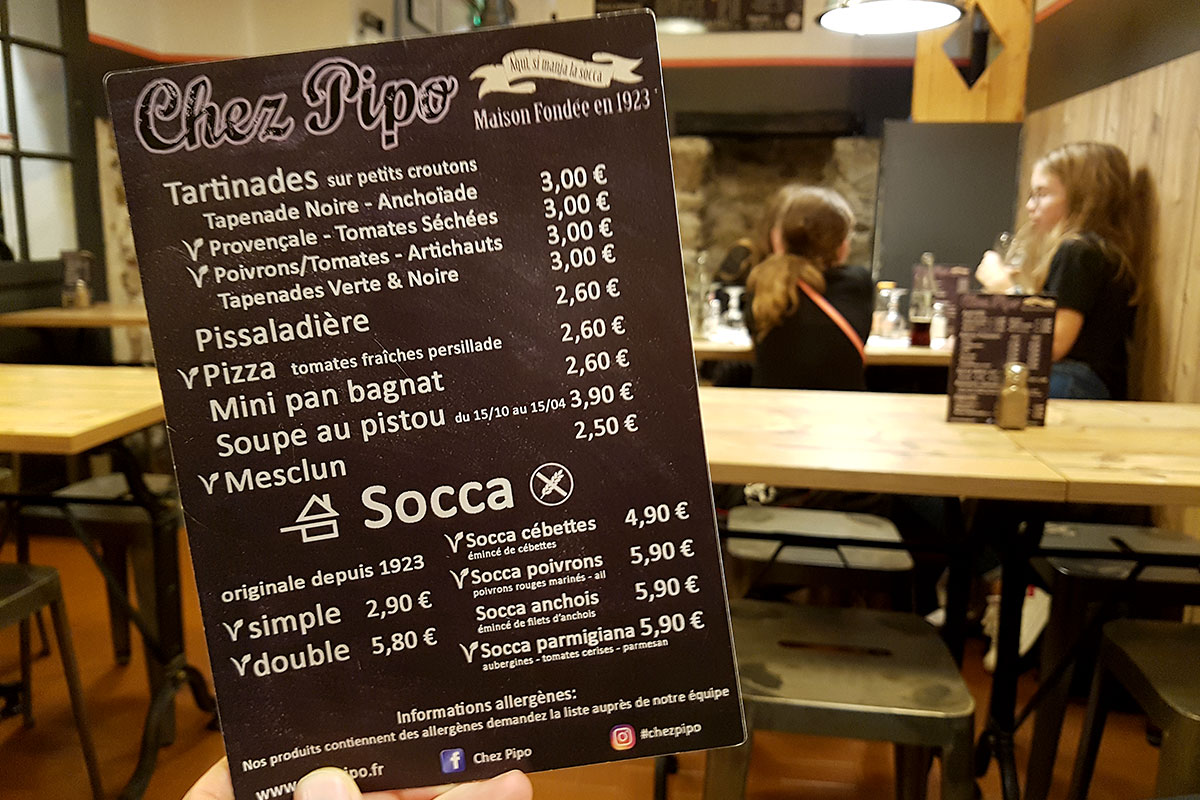 Chez Pipo
Aqui, si manja la socca
Maison Fondée en 1923
Tartinades sur petits croutons
Tapenade Noire - Anchoïade 3,00 €
Provençale - Tomates Séchées 3,00 €
Poivrons/Tomates - Artichauts 3,00 €
Tapenades Verte & Noire 3,00 €
Pissaladière 2,60 €
Pizza tomates fraîches persillade 2,60 €
Mini pan bagnat 2,60 €
Soupe au pistou du 15/10 au 15/04 3,90 €
Mesclun 2,50 €
Socca
originale depuis 1923
simple 2,90 €
double 5,80 €
Socca cébettes 4,90 €
émincé de cébettes
Socca poivrons 5,90 €
poivrons rouges marinés - ail
Socca anchois 5,90 €
émincé de filets d'anchois
Socca parmigiana 5,90 €
aubergines - tomates cerises - parmesan
Informations allergènes:
Nos produits contiennent des allergènes demandez la liste auprès de notre équipe
Chez Pipo
#chezpipo